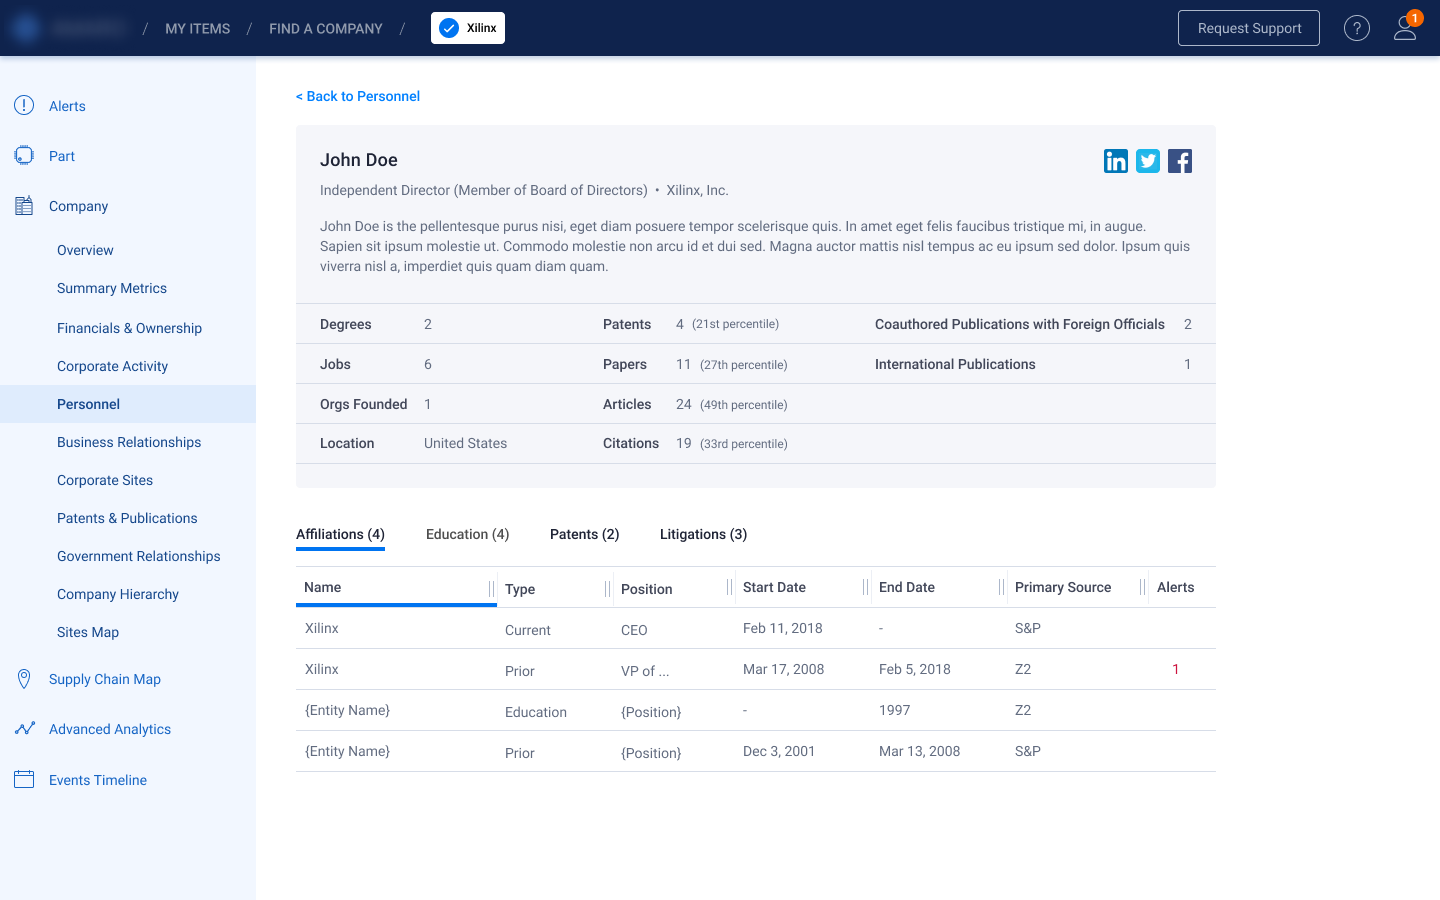 / MY ITEMS / FIND A COMPANY / Xilinx Request Support ? 1
Alerts
Part
Company
Overview
Summary Metrics
Financials & Ownership
Corporate Activity
Personnel
Business Relationships
Corporate Sites
Patents & Publications
Government Relationships
Company Hierarchy
Sites Map
Supply Chain Map
Advanced Analytics
Events Timeline
< Back to Personnel
John Doe
in f
Independent Director (Member of Board of Directors) • Xilinx, Inc.
John Doe is the pellentesque purus nisi, eget diam posuere tempor scelerisque quis. In amet eget felis faucibus tristique mi, in augue.
Sapien sit ipsum molestie ut. Commodo molestie non arcu id et dui sed. Magna auctor mattis nisl tempus ac eu ipsum sed dolor. Ipsum quis
viverra nisl a, imperdiet quis quam diam quam.
Degrees 2 Patents 4 (21st percentile) Coauthored Publications with Foreign Officials 2
Jobs 6 Papers 11 (27th percentile) International Publications 1
Orgs Founded 1 Articles 24 (49th percentile)
Location United States Citations 19 (33rd percentile)
Affiliations (4) Education (4) Patents (2) Litigations (3)
Name Type Position Start Date End Date Primary Source Alerts
Xilinx Current CEO Feb 11, 2018 - S&P
Xilinx Prior VP of ... Mar 17, 2008 Feb 5, 2018 Z2 1
{Entity Name} Education {Position} - 1997 Z2
{Entity Name} Prior {Position} Dec 3, 2001 Mar 13, 2008 S&P